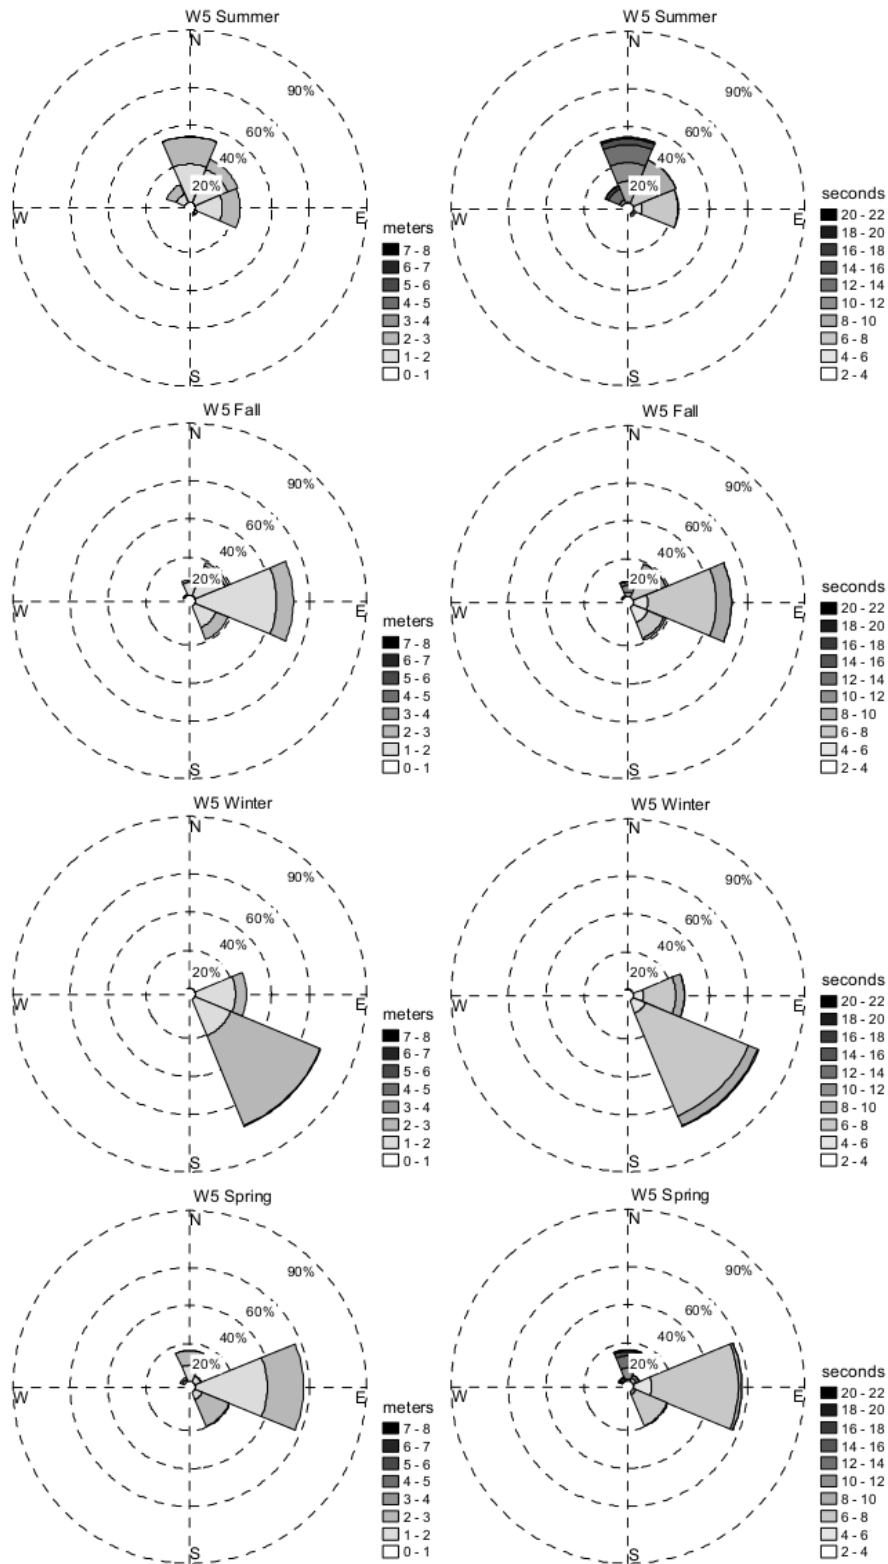 W5 Summer
N
90%
60%
40%
20%
W
E
S
meters
7 - 8
6 - 7
5 - 6
4 - 5
3 - 4
2 - 3
1 - 2
0 - 1
W5 Summer
N
90%
60%
40%
20%
W
E
S
seconds
20 - 22
18 - 20
16 - 18
14 - 16
12 - 14
10 - 12
8 - 10
6 - 8
4 - 6
2 - 4
W5 Fall
N
90%
60%
40%
20%
W
E
S
meters
7 - 8
6 - 7
5 - 6
4 - 5
3 - 4
2 - 3
1 - 2
0 - 1
W5 Fall
N
90%
60%
40%
20%
W
E
S
seconds
20 - 22
18 - 20
16 - 18
14 - 16
12 - 14
10 - 12
8 - 10
6 - 8
4 - 6
2 - 4
W5 Winter
N
90%
60%
40%
20%
W
E
S
meters
7 - 8
6 - 7
5 - 6
4 - 5
3 - 4
2 - 3
1 - 2
0 - 1
W5 Winter
N
90%
60%
40%
20%
W
E
S
seconds
20 - 22
18 - 20
16 - 18
14 - 16
12 - 14
10 - 12
8 - 10
6 - 8
4 - 6
2 - 4
W5 Spring
N
90%
60%
40%
20%
W
E
S
meters
7 - 8
6 - 7
5 - 6
4 - 5
3 - 4
2 - 3
1 - 2
0 - 1
W5 Spring
N
90%
60%
40%
20%
W
E
S
seconds
20 - 22
18 - 20
16 - 18
14 - 16
12 - 14
10 - 12
8 - 10
6 - 8
4 - 6
2 - 4